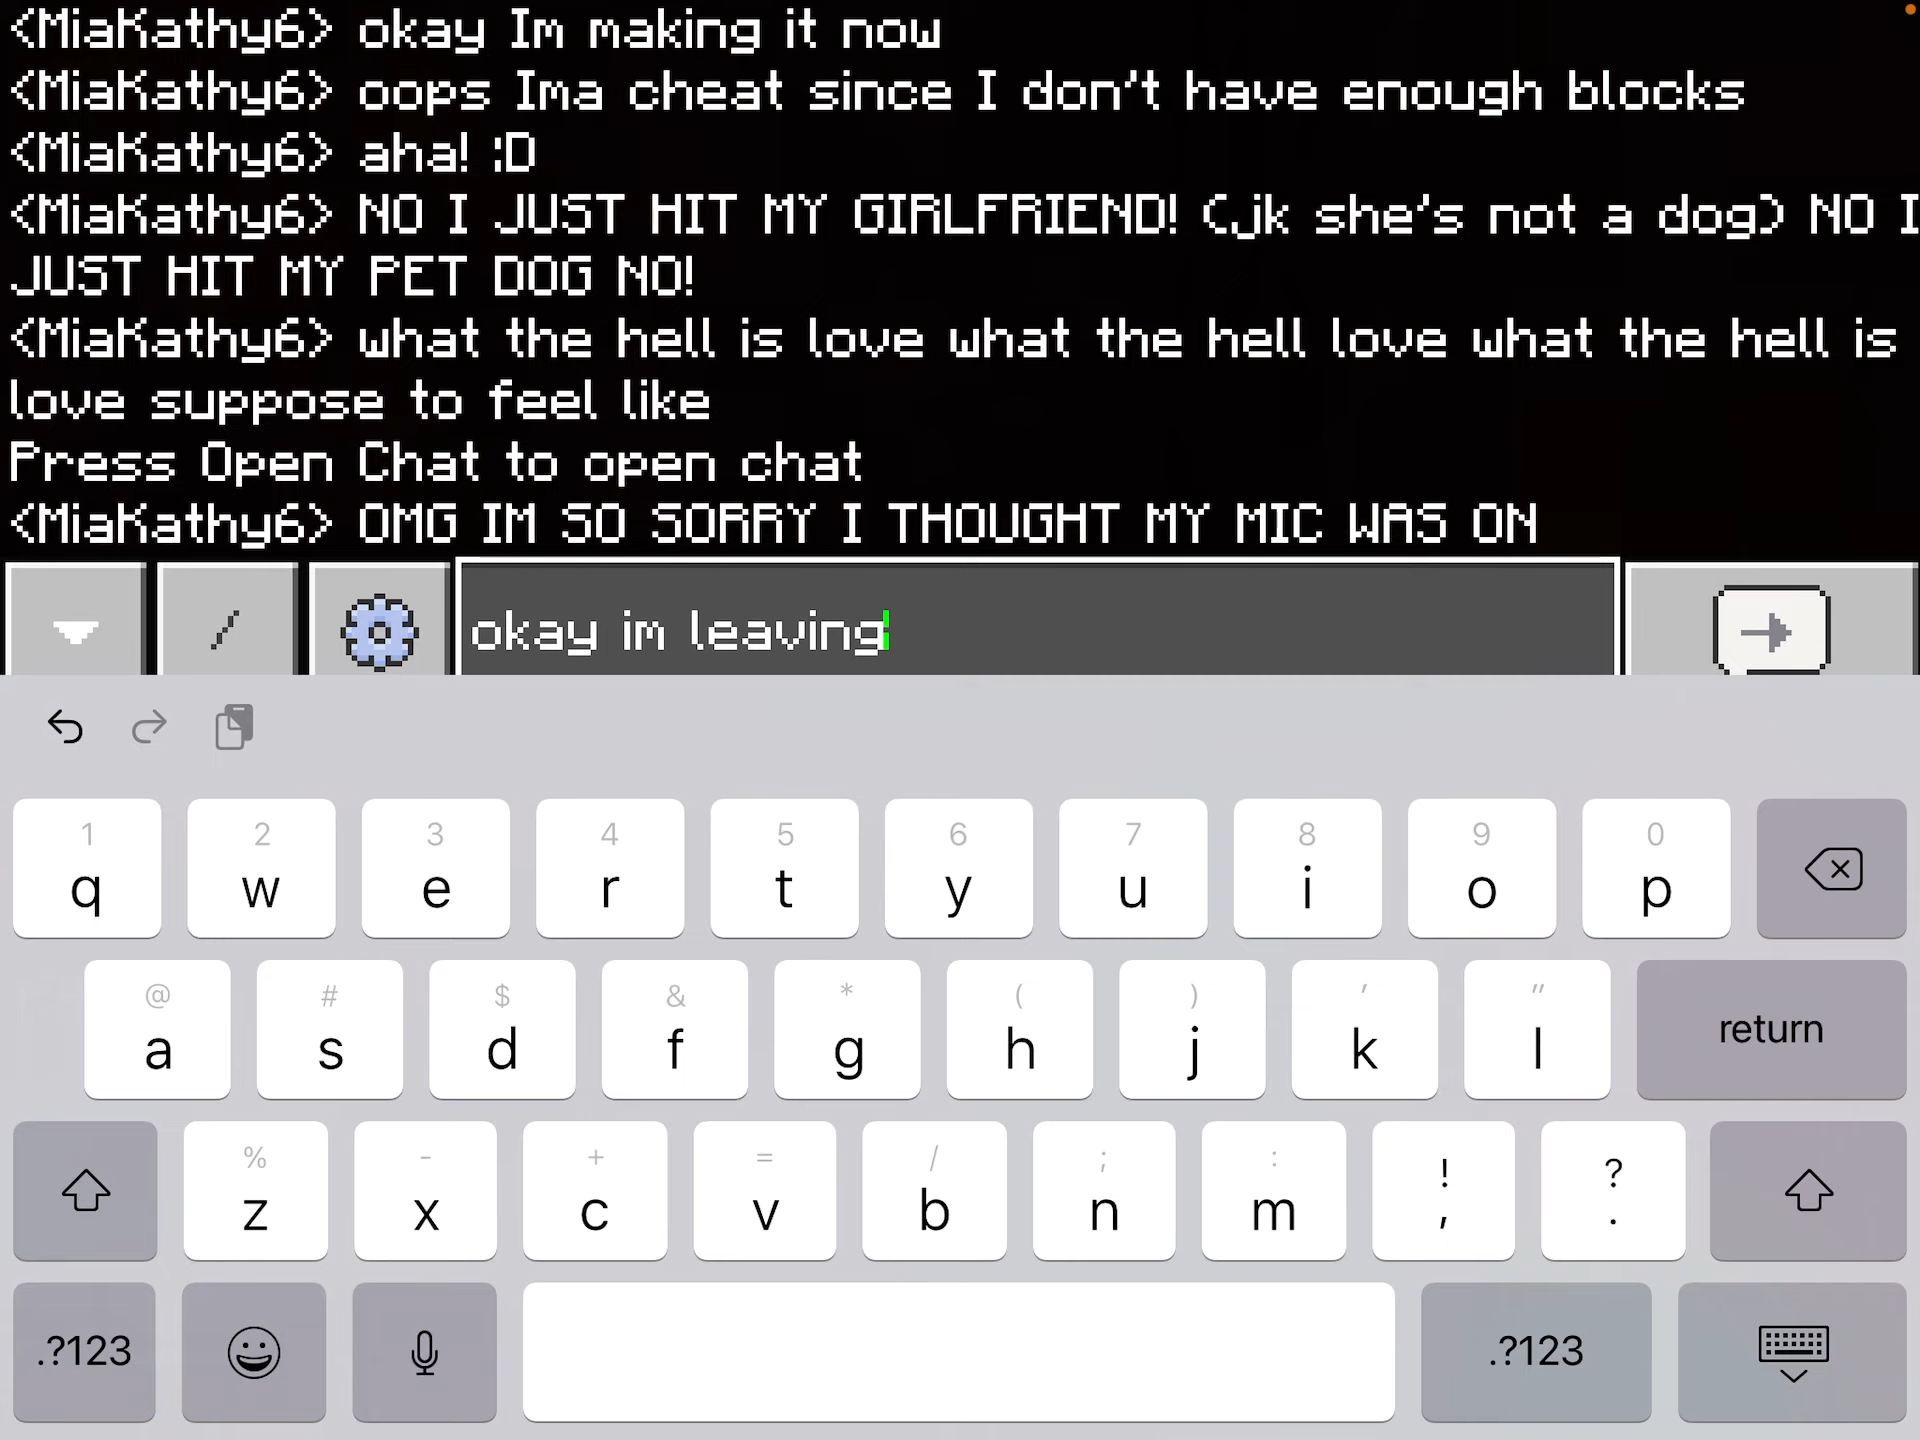 <MiaKathy6> okay Im making it now
<MiaKathy6> oops Ima cheat since I don't have enough blocks
<MiaKathy6> aha! :D
<MiaKathy6> NO I JUST HIT MY GIRLFRIEND! (jk she's not a dog) NO I
JUST HIT MY PET DOG NO!
<MiaKathy6> what the hell is love what the hell love what the hell is
love suppose to feel like
Press Open Chat to open chat
<MiaKathy6> OMG IM SO SORRY I THOUGHT MY MIC WAS ON
/ okay im leaving
1 2 3 4 5 6 7 8 9 0
q w e r t y u i o p
@ # $ & * ( ) ' "
a s d f g h j k l return
% - + = / ; : ! ?
z x c v b n m , .
.?123 .?123